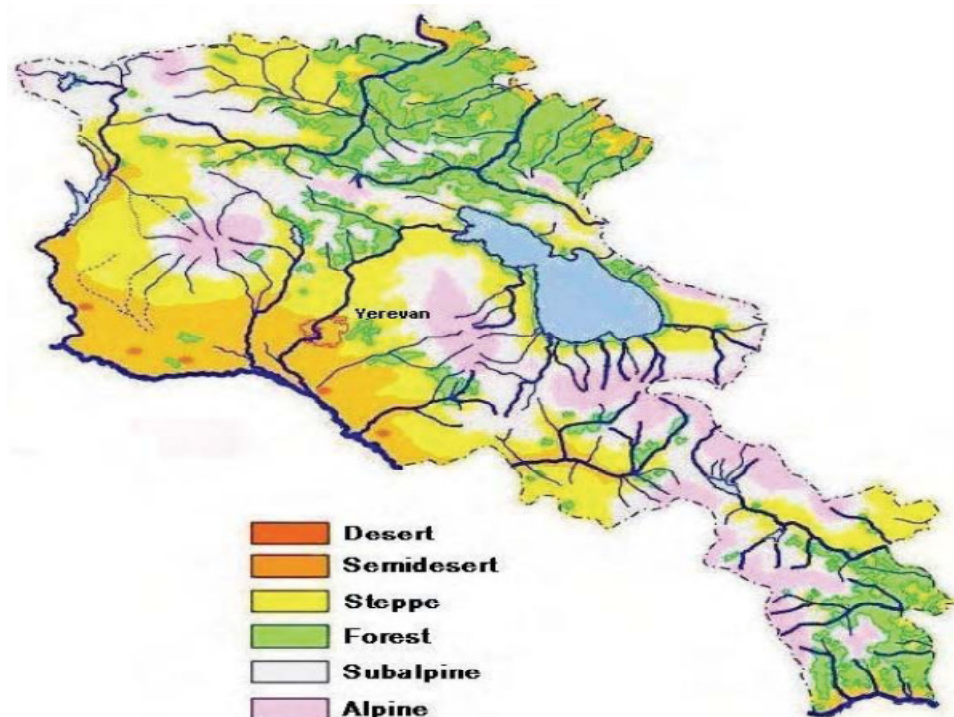 Yerevan
Desert
Semidesert
Steppe
Forest
Subalpine
Alpine